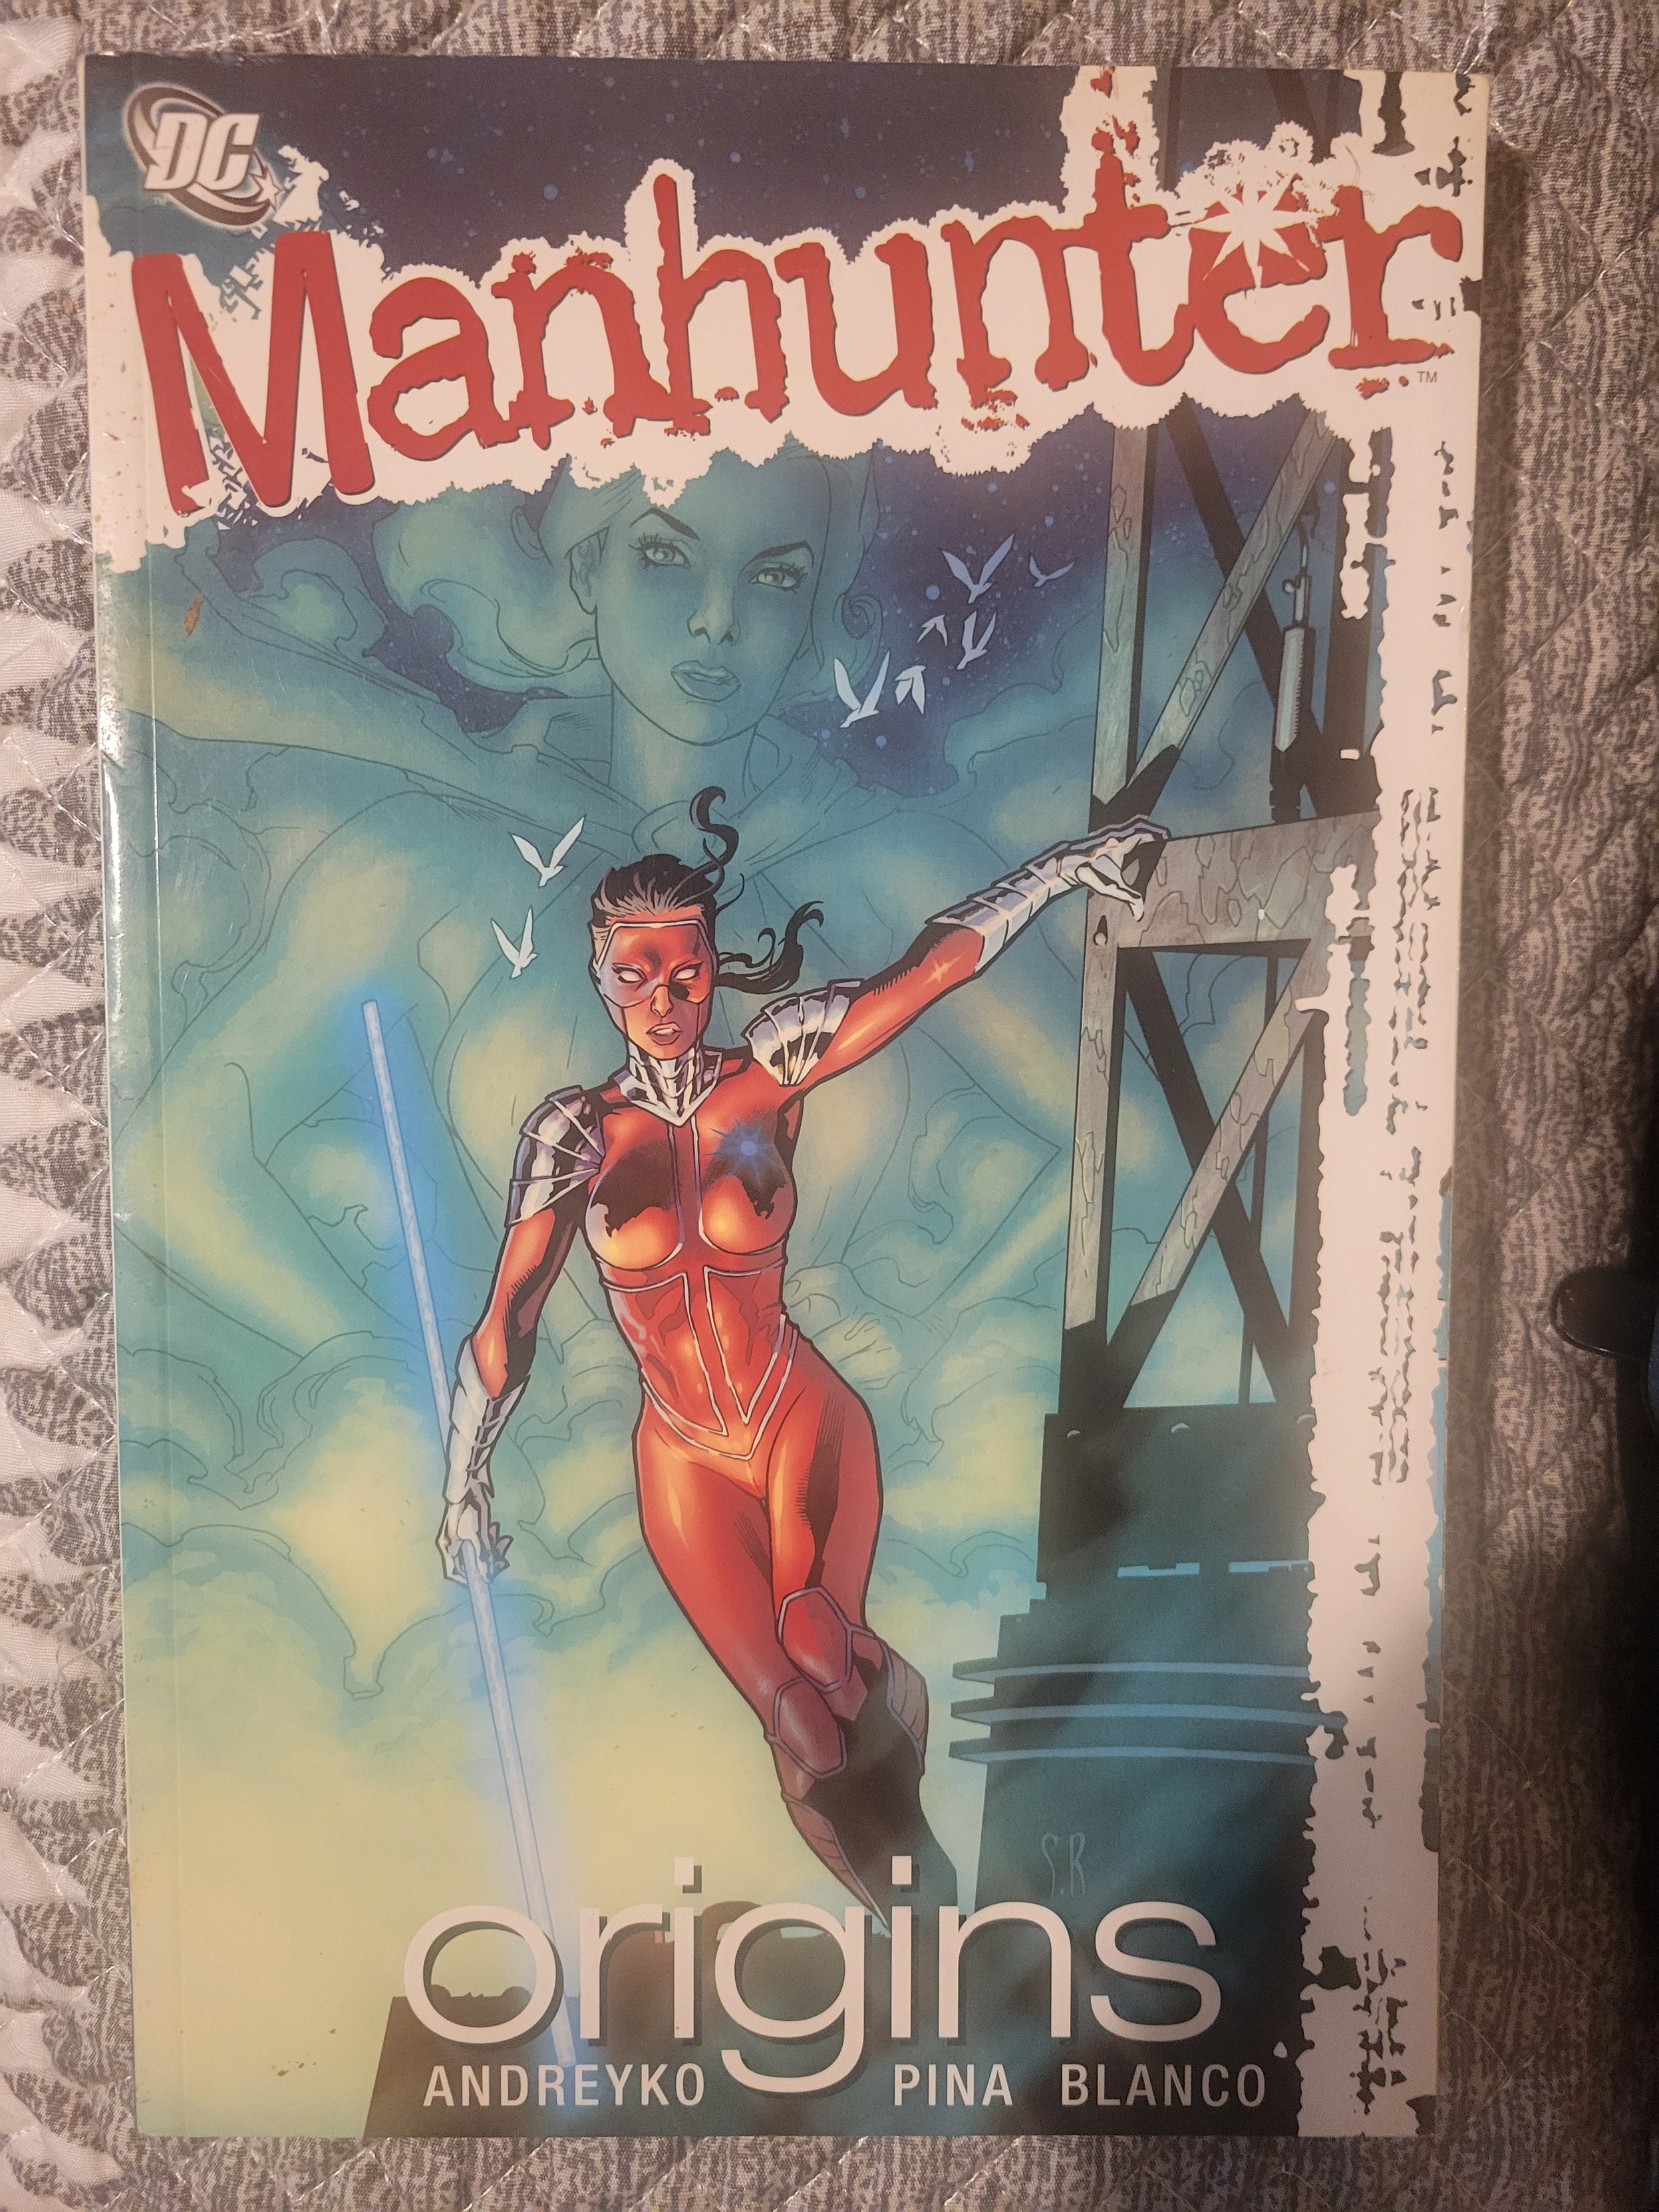 DC
Manhunter
TM
S.R
origins
ANDREYKO PINA BLANCO